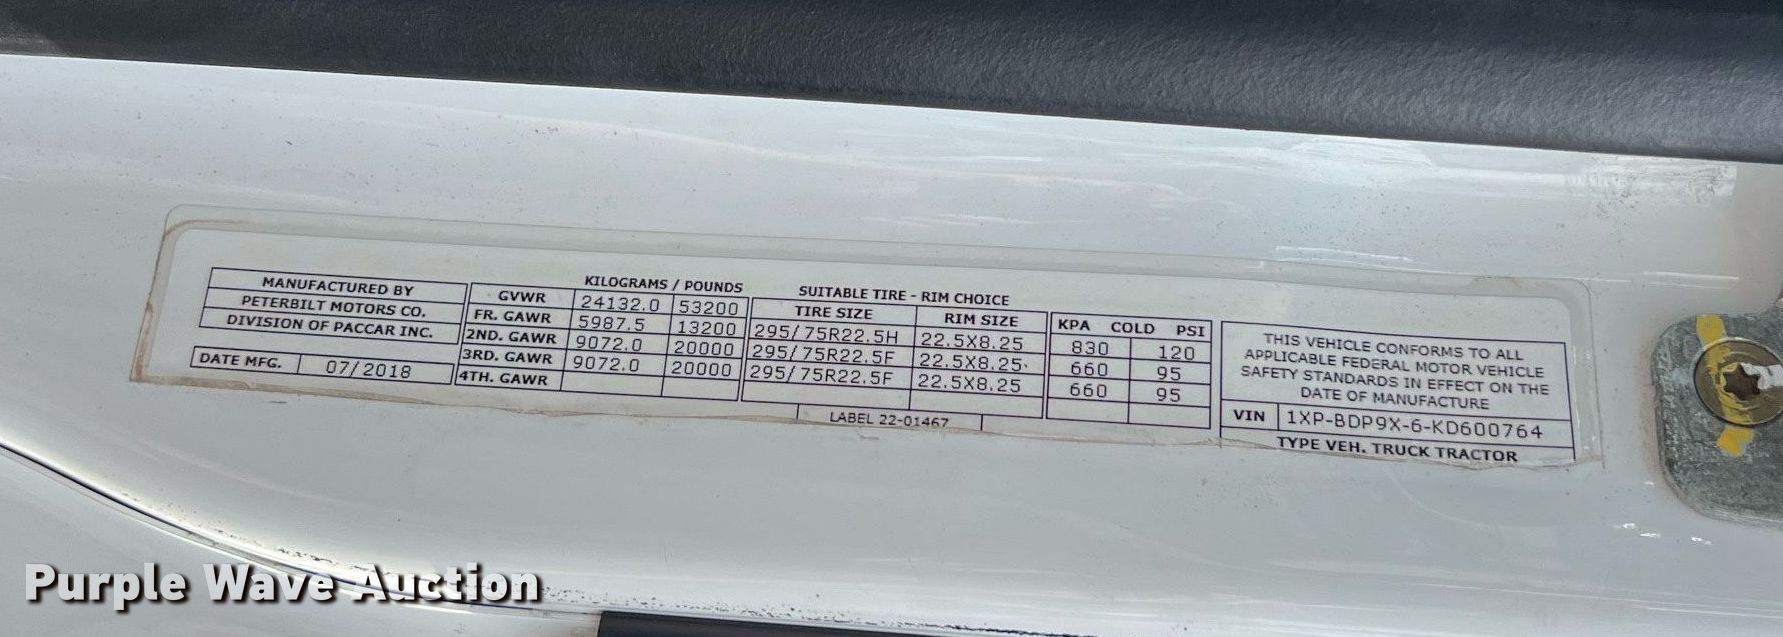 MANUFACTURED BY
PETERBILT MOTORS CO.
DIVISION OF PACCAR INC.
DATE MFG. 07/2018
KILOGRAMS / POUNDS
GVWR 24132.0 53200
FR. GAWR 5987.5 13200
2ND. GAWR 9072.0 20000
3RD. GAWR 9072.0 20000
4TH. GAWR
SUITABLE TIRE - RIM CHOICE
TIRE SIZE RIM SIZE
295/75R22.5H 22.5X8.25
295/75R22.5F 22.5X8.25
295/75R22.5F 22.5X8.25
KPA COLD PSI
830 120
660 95
660 95
LABEL 22-01467
THIS VEHICLE CONFORMS TO ALL
APPLICABLE FEDERAL MOTOR VEHICLE
SAFETY STANDARDS IN EFFECT ON THE
DATE OF MANUFACTURE
VIN 1XP-BDP9X-6-KD600764
TYPE VEH. TRUCK TRACTOR
Purple Wave Auction